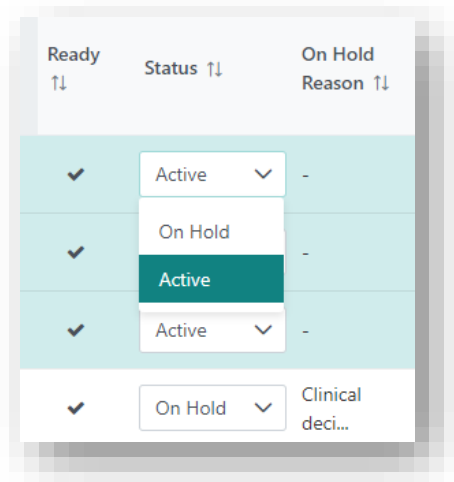 Ready
Status
On Hold
Reason
Active
-
On Hold
-
Active
Active
-
On Hold
Clinical
deci...